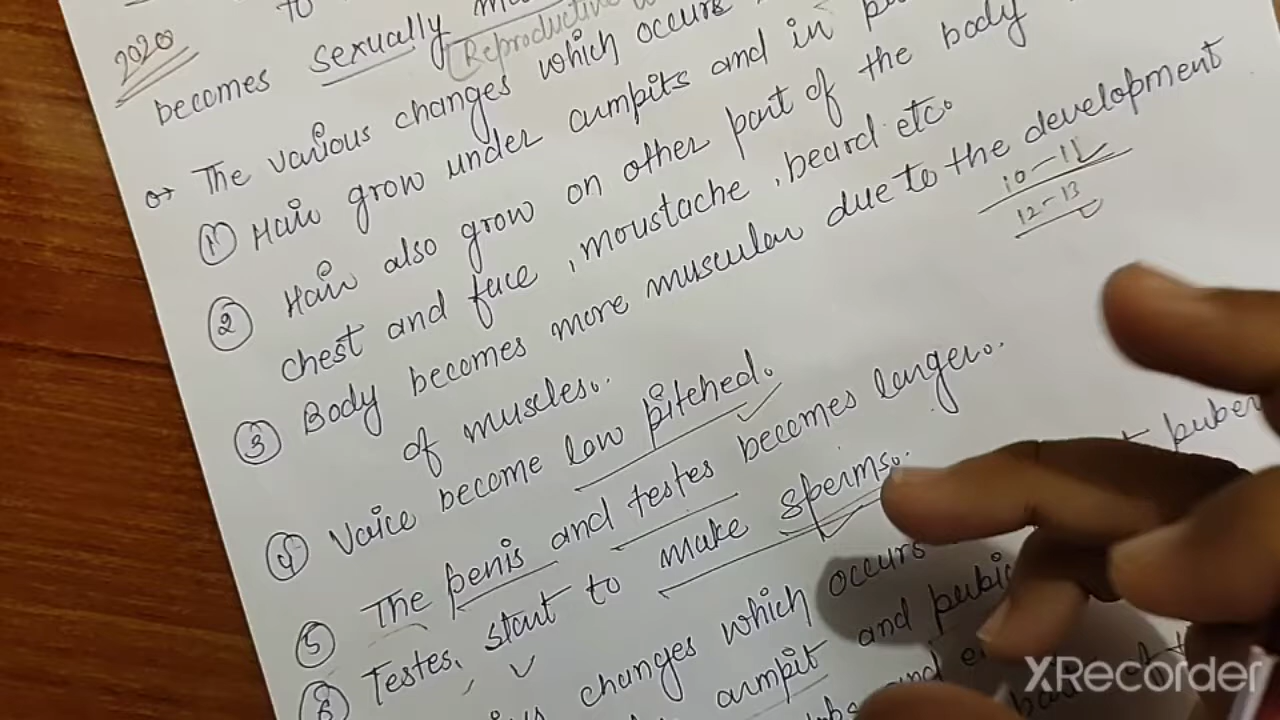 to
2020
becomes sexually
(Reproductive
or The various changes which occurs
① Hair grow under armpits and in
② Hair also grow on other part of the body
chest and face , moustache , beard etc.
③ Body becomes more muscular due to the development
of muscles.
10-11
12-13
④ Voice become low pitched.
⑤ The penis and testes becomes larger.
⑥ Testes, start to make sperms.
changes which occurs
armpit and pubic
and
XRecorder